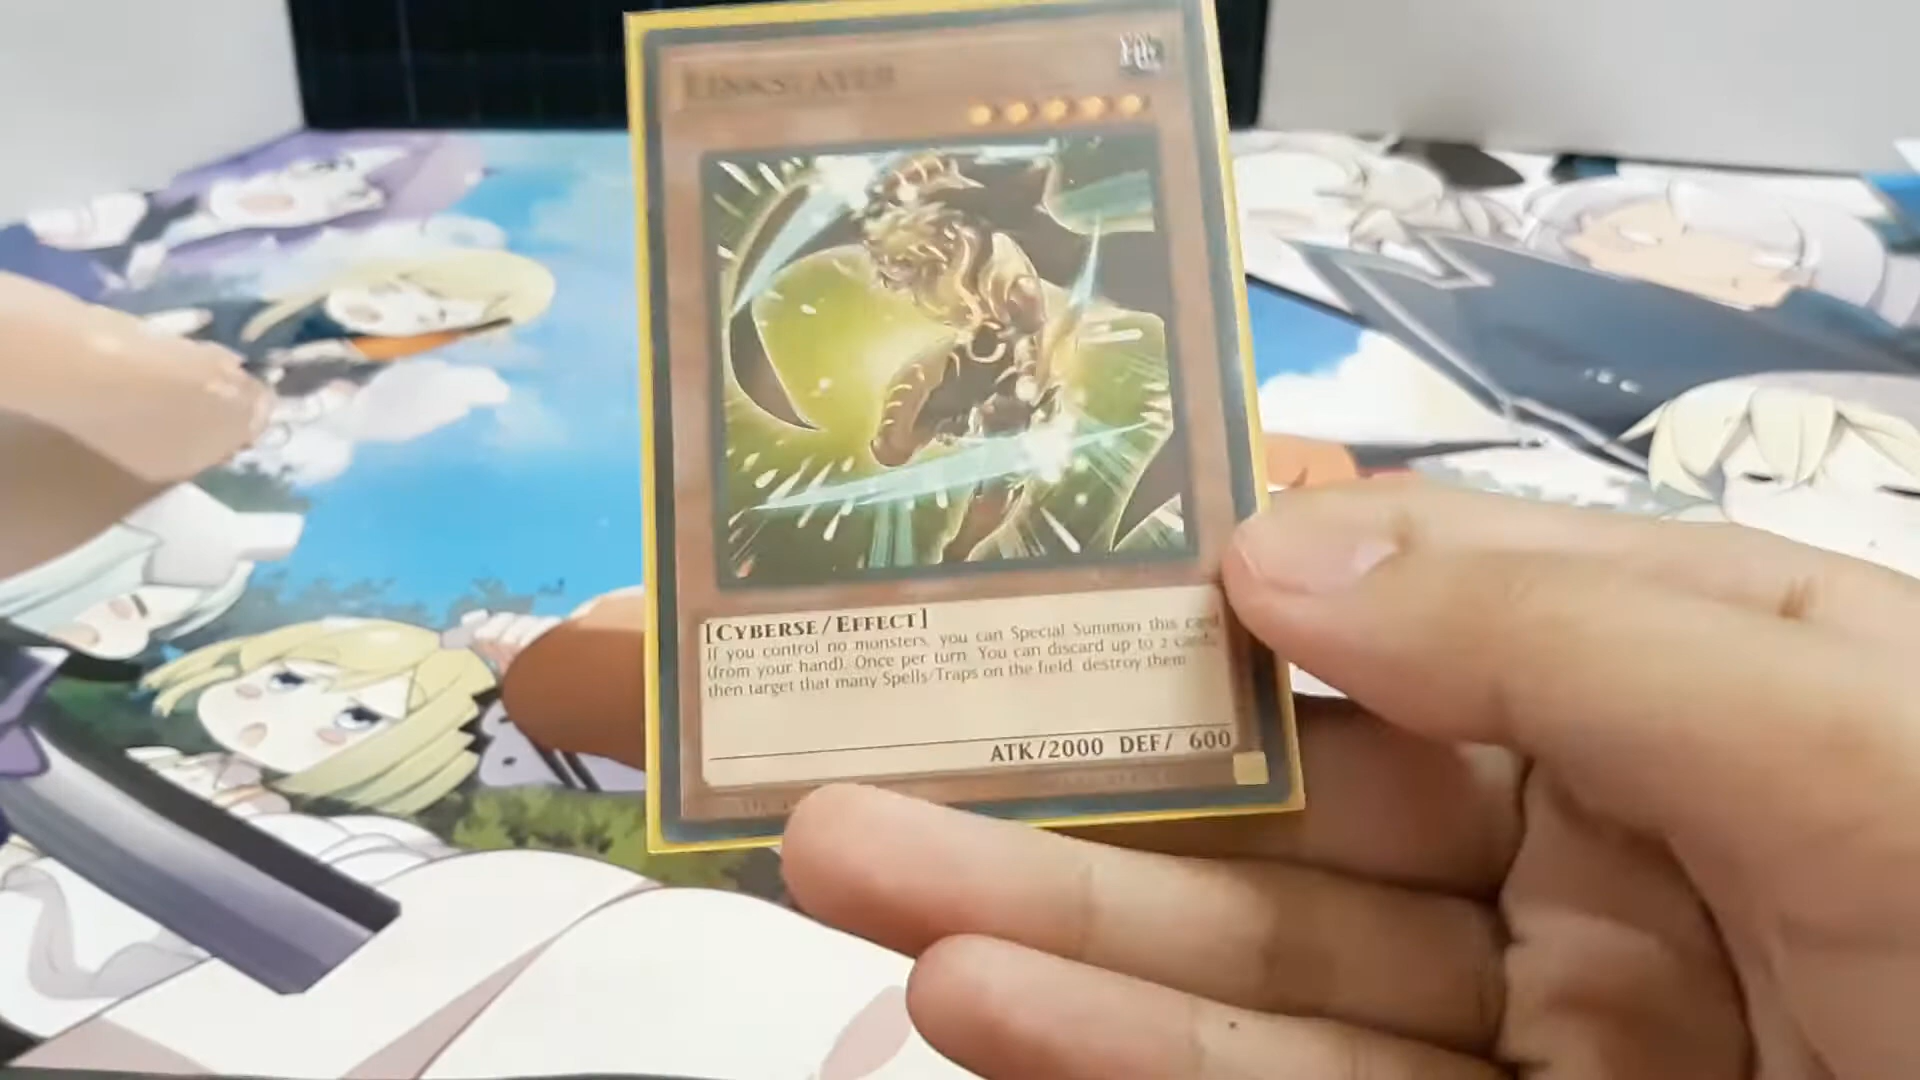 LINKSLAYER
[CYBERSE/EFFECT]
If you control no monsters, you can Special Summon this card
(from your hand). Once per turn: You can discard up to 2 cards,
then target that many Spells/Traps on the field; destroy them.
ATK/2000 DEF/ 600